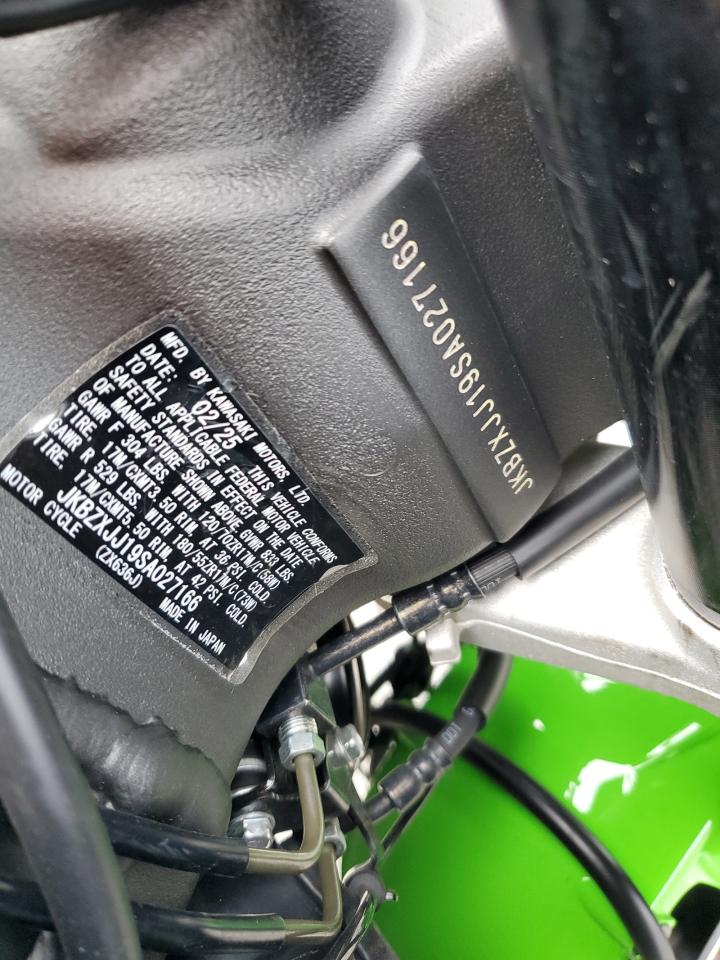 MFD. BY KAWASAKI MOTORS, LTD.
DATE: 02/25 THIS VEHICLE CONFORMS
TO ALL APPLICABLE FEDERAL MOTOR VEHICLE
SAFETY STANDARDS IN EFFECT ON THE DATE
OF MANUFACTURE SHOWN ABOVE. GVWR 833 LBS.
GAWR F 304 LBS. WITH 120/70ZR17M/C(58W)
TIRE, 17M/CXMT3.50 RIM, AT 36 PSI. COLD.
GAWR R 529 LBS. WITH 180/55ZR17M/C(73W)
TIRE, 17M/CXMT5.50 RIM, AT 42 PSI. COLD.
JKBZXJJ19SA027166
MOTOR CYCLE (ZX636J) MADE IN JAPAN
JKBZXJJ19SA027166